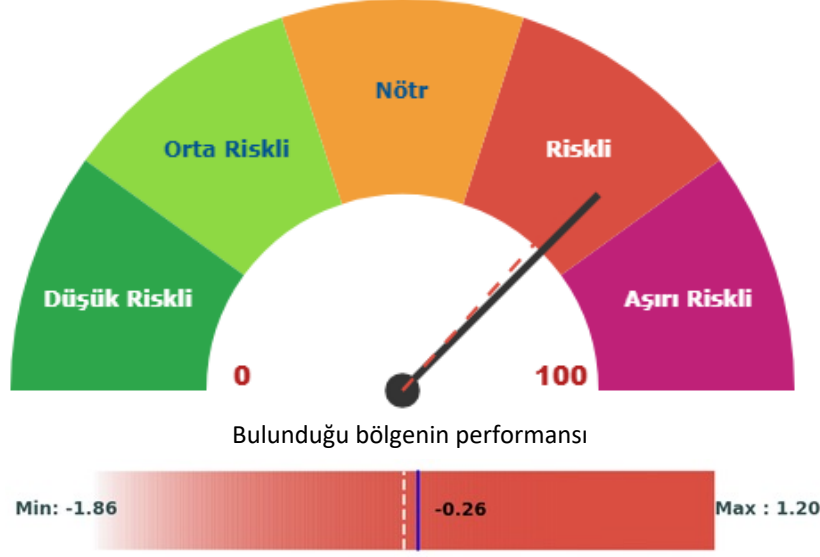 Nötr
Orta Riskli
Riskli
Düşük Riskli
Aşırı Riskli
0
100
Bulunduğu bölgenin performansı
Min: -1.86
-0.26
Max : 1.20